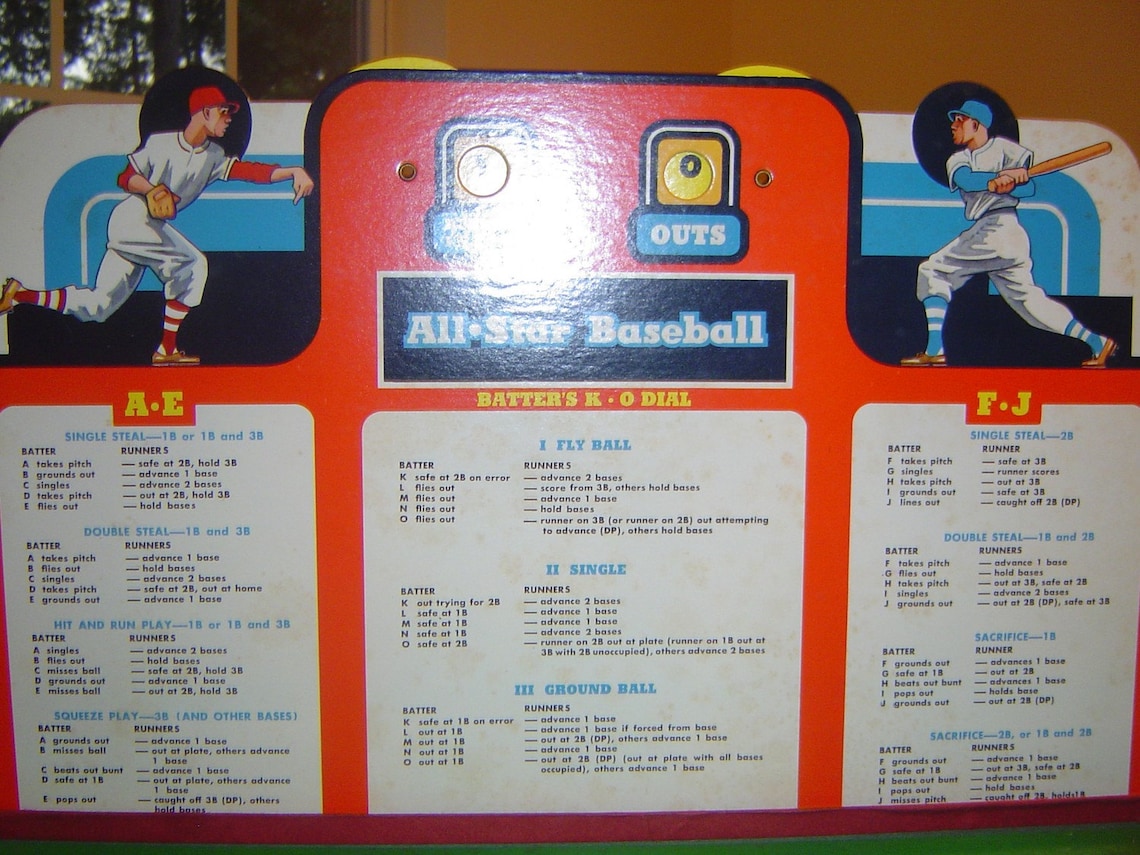 0
OUTS
All•Star Baseball
A•E
SINGLE STEAL—1B or 1B and 3B
BATTER RUNNERS
A takes pitch — safe at 2B, hold 3B
B grounds out — advance 1 base
C singles — advance 2 bases
D takes pitch — out at 2B, hold 3B
E flies out — hold bases
DOUBLE STEAL—1B and 3B
BATTER RUNNERS
A takes pitch — advance 1 base
B flies out — hold bases
C singles — advance 2 bases
D takes pitch — safe at 2B, out at home
E grounds out — advance 1 base
HIT AND RUN PLAY—1B or 1B and 3B
BATTER RUNNERS
A singles — advance 2 bases
B flies out — hold bases
C misses ball — safe at 2B, hold 3B
D grounds out — advance 1 base
E misses ball — out at 2B, hold 3B
SQUEEZE PLAY—3B (AND OTHER BASES)
BATTER RUNNERS
A grounds out — advance 1 base
B misses ball — out at plate, others advance
1 base
C beats out bunt — advance 1 base
D safe at 1B — out at plate, others advance
1 base
E pops out — caught off 3B (DP), others
hold bases
BATTER'S K•O DIAL
I FLY BALL
BATTER RUNNERS
K safe at 2B on error — advance 2 bases
L flies out — score from 3B, others hold bases
M flies out — advance 1 base
N flies out — hold bases
O flies out — runner on 3B (or runner on 2B) out attempting
to advance (DP), others hold bases
II SINGLE
BATTER RUNNERS
K out trying for 2B — advance 2 bases
L safe at 1B — advance 1 base
M safe at 1B — advance 1 base
N safe at 1B — advance 2 bases
O safe at 2B — runner on 2B out at plate (runner on 1B out at
3B with 2B unoccupied), others advance 2 bases
III GROUND BALL
BATTER RUNNERS
K safe at 1B on error — advance 1 base
L out at 1B — advance 1 base if forced from base
M out at 1B — out at 2B (DP), others advance 1 base
N out at 1B — advance 1 base
O out at 1B — out at 2B (DP) (out at plate with all bases
occupied), others advance 1 base
F•J
SINGLE STEAL—2B
BATTER RUNNER
F takes pitch — safe at 3B
G singles — runner scores
H takes pitch — out at 3B
I grounds out — safe at 3B
J lines out — caught off 2B (DP)
DOUBLE STEAL—1B and 2B
BATTER RUNNERS
F takes pitch — advance 1 base
G flies out — hold bases
H takes pitch — out at 3B, safe at 2B
I singles — advance 2 bases
J grounds out — out at 2B (DP), safe at 3B
SACRIFICE—1B
BATTER RUNNER
F grounds out — advances 1 base
G safe at 1B — out at 2B
H beats out bunt — advances 1 base
I pops out — holds base
J grounds out — out at 2B (DP)
SACRIFICE—2B, or 1B and 2B
BATTER RUNNERS
F grounds out — advance 1 base
G safe at 1B — out at 3B, safe at 2B
H beats out bunt — advance 1 base
I pops out — hold bases
J misses pitch — caught off 2B, holds1B